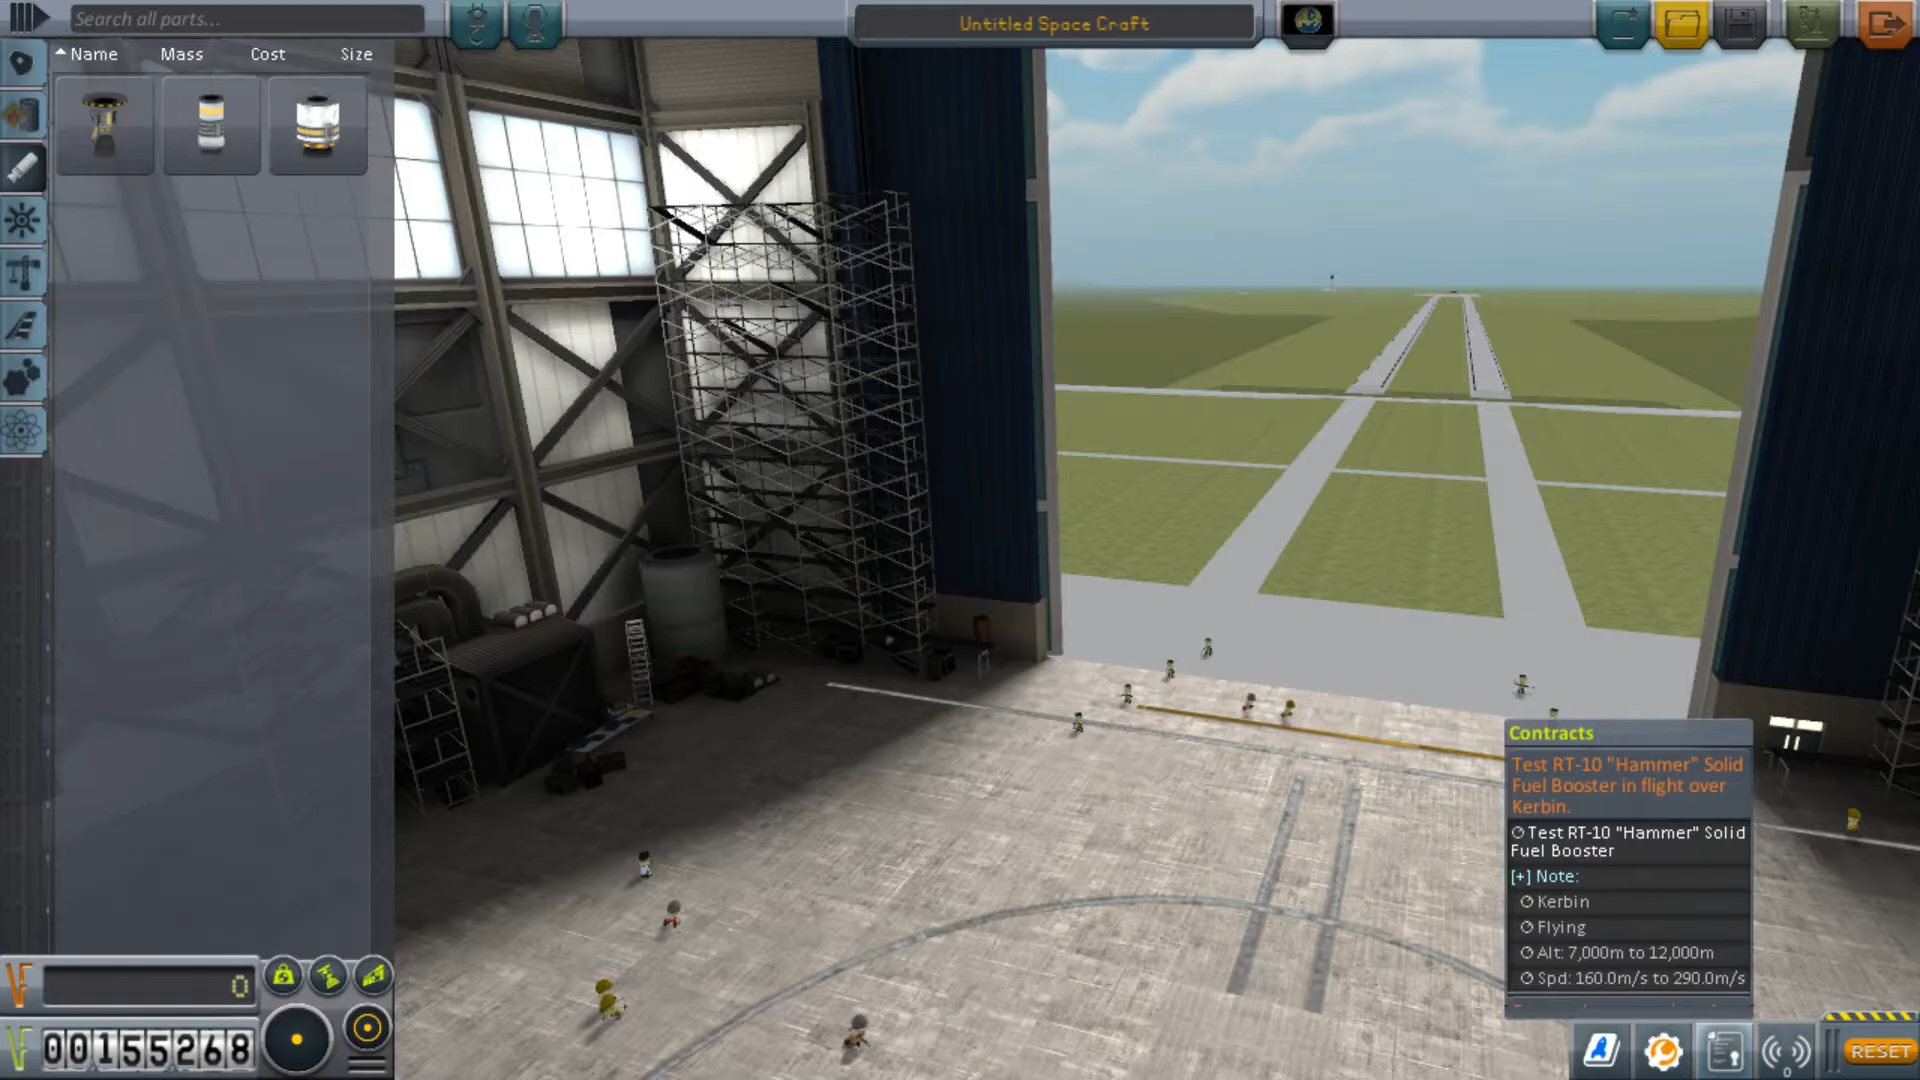 Search all parts...
Untitled Space Craft
Name Mass Cost Size
Contracts
Test RT-10 "Hammer" Solid
Fuel Booster in flight over
Kerbin.
Test RT-10 "Hammer" Solid
Fuel Booster
[+] Note:
Kerbin
Flying
Alt: 7,000m to 12,000m
Spd: 160.0m/s to 290.0m/s
0
00155268
0
RESET